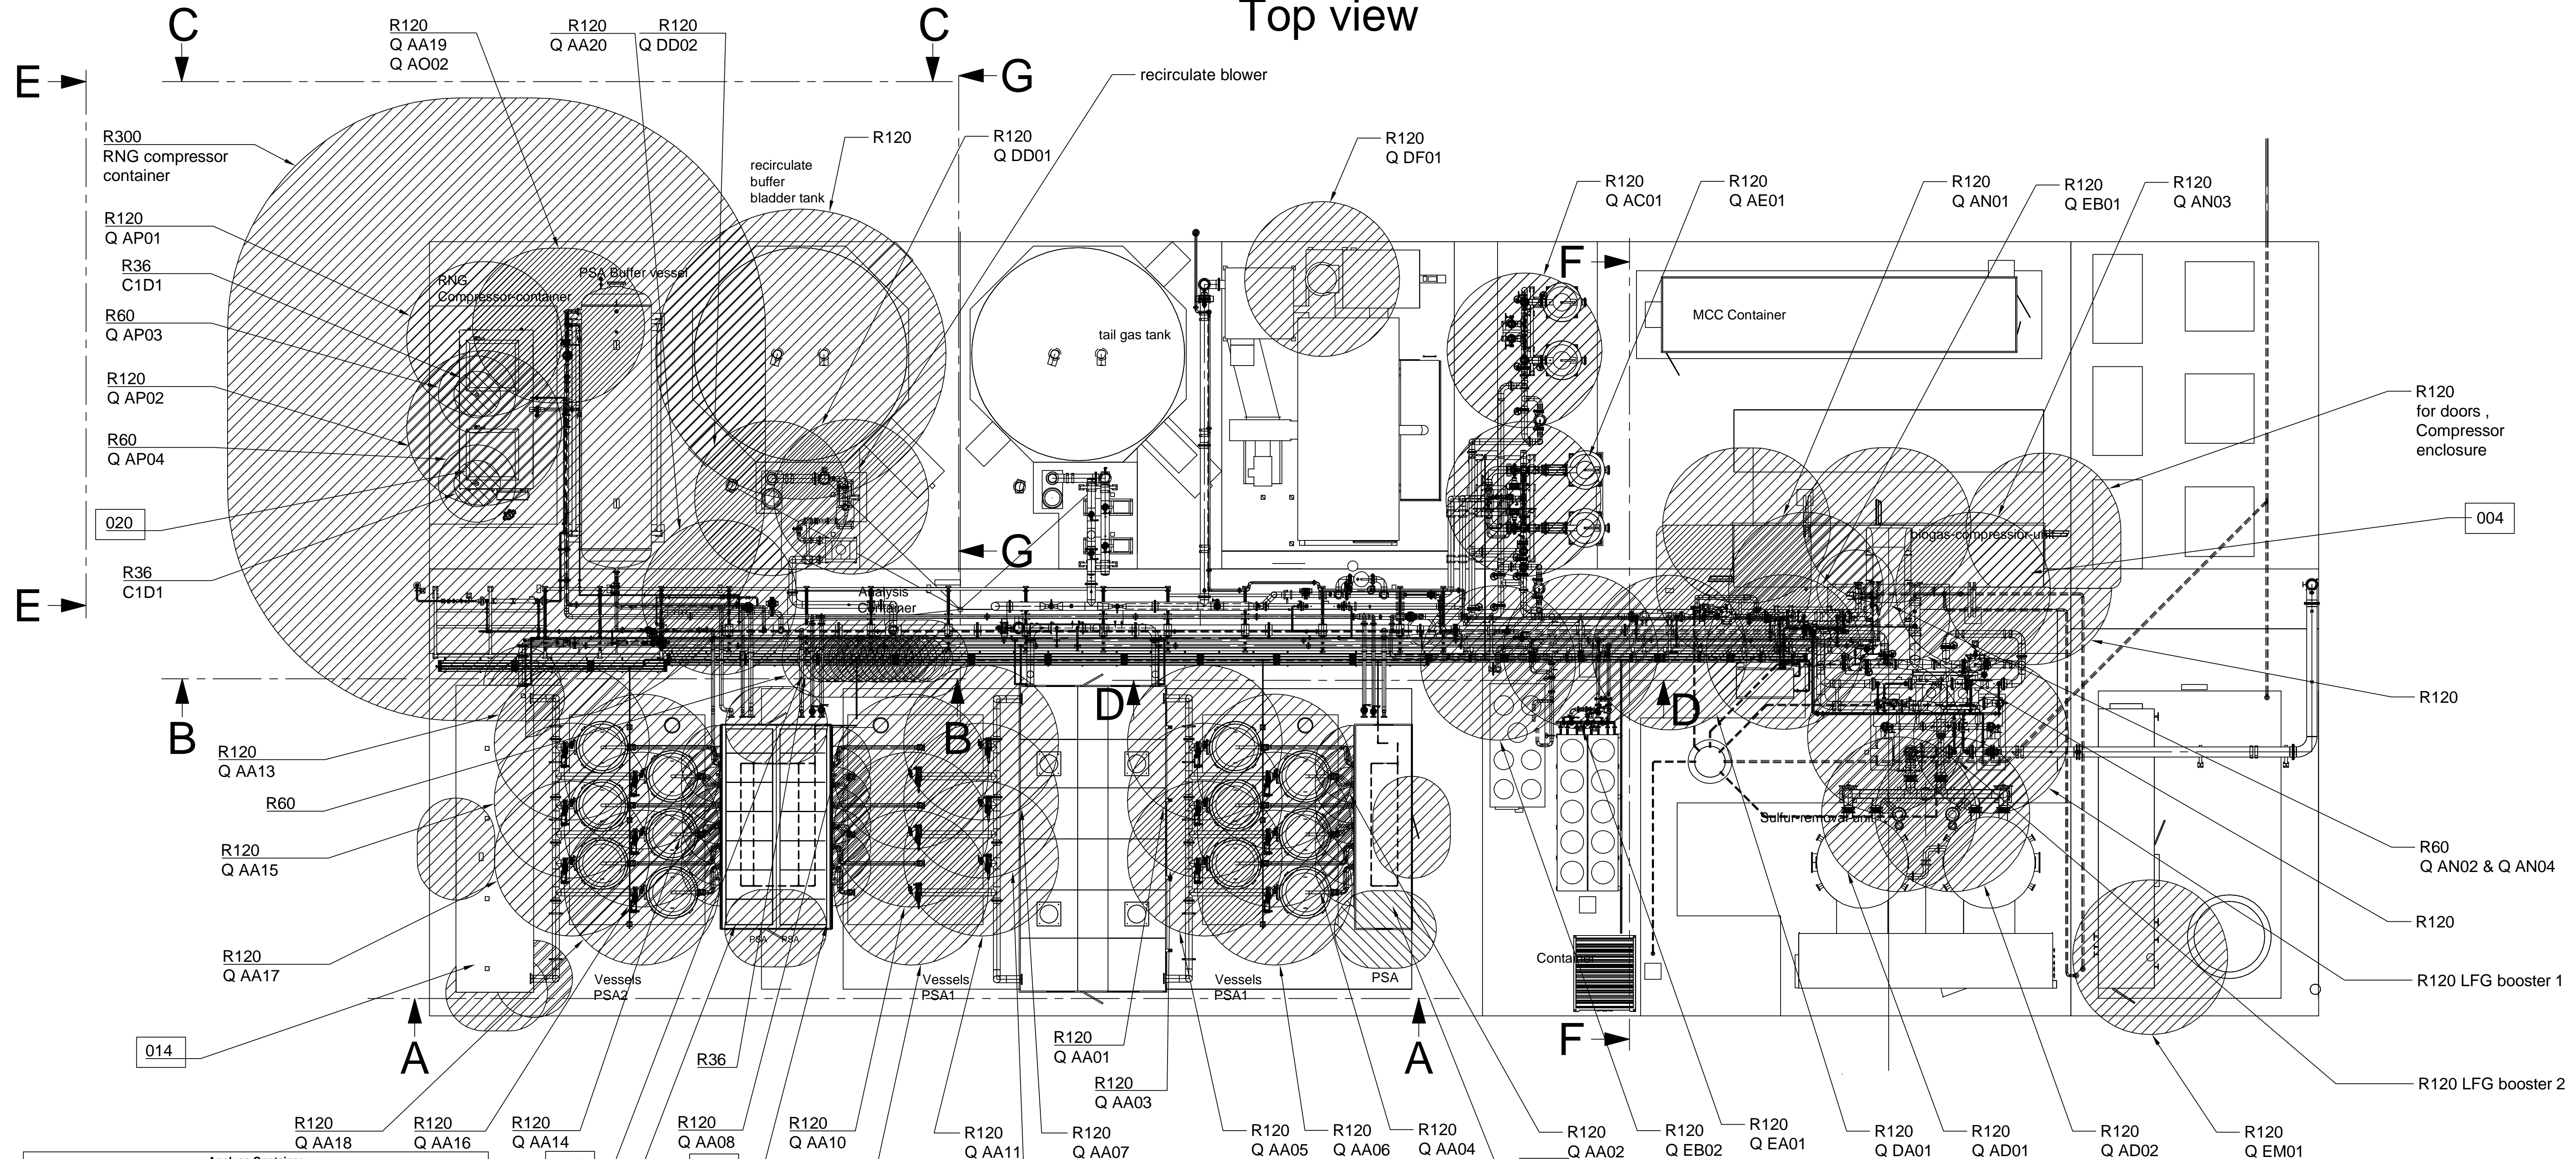 Top view
C
C
R120
Q AA19
Q AO02
R120
Q AA20
R120
Q DD02
E
G
recirculate blower
R300
RNG compressor
container
R120
R120
Q DD01
R120
Q DF01
recirculate
buffer
bladder tank
R120
Q AC01
R120
Q AE01
R120
Q AN01
R120
Q EB01
R120
Q AN03
R120
Q AP01
R36
C1D1
RNG
Compressor-container
PSA Buffer vessel
F
R60
Q AP03
tail gas tank
MCC Container
R120
Q AP02
R120
for doors ,
Compressor
enclosure
R60
Q AP04
020
004
G
biogas-compression-unit
R36
C1D1
E
Analysis
Container
B
B
D
D
R120
R120
Q AA13
R60
Sulfur-removal unit
R60
Q AN02 & Q AN04
R120
Q AA15
R120
PSA
PSA
R120
Q AA17
Container
Vessels
PSA2
Vessels
PSA1
Vessels
PSA1
PSA
R120 LFG booster 1
014
A
R36
R120
Q AA01
A
F
R120
Q AA03
R120 LFG booster 2
R120
Q AA18
R120
Q AA16
R120
Q AA14
R120
Q AA08
R120
Q AA10
R120
Q AA11
R120
Q AA07
R120
Q AA05
R120
Q AA06
R120
Q AA04
R120
Q AA02
R120
Q EB02
R120
Q EA01
R120
Q DA01
R120
Q AD01
R120
Q AD02
R120
Q EM01